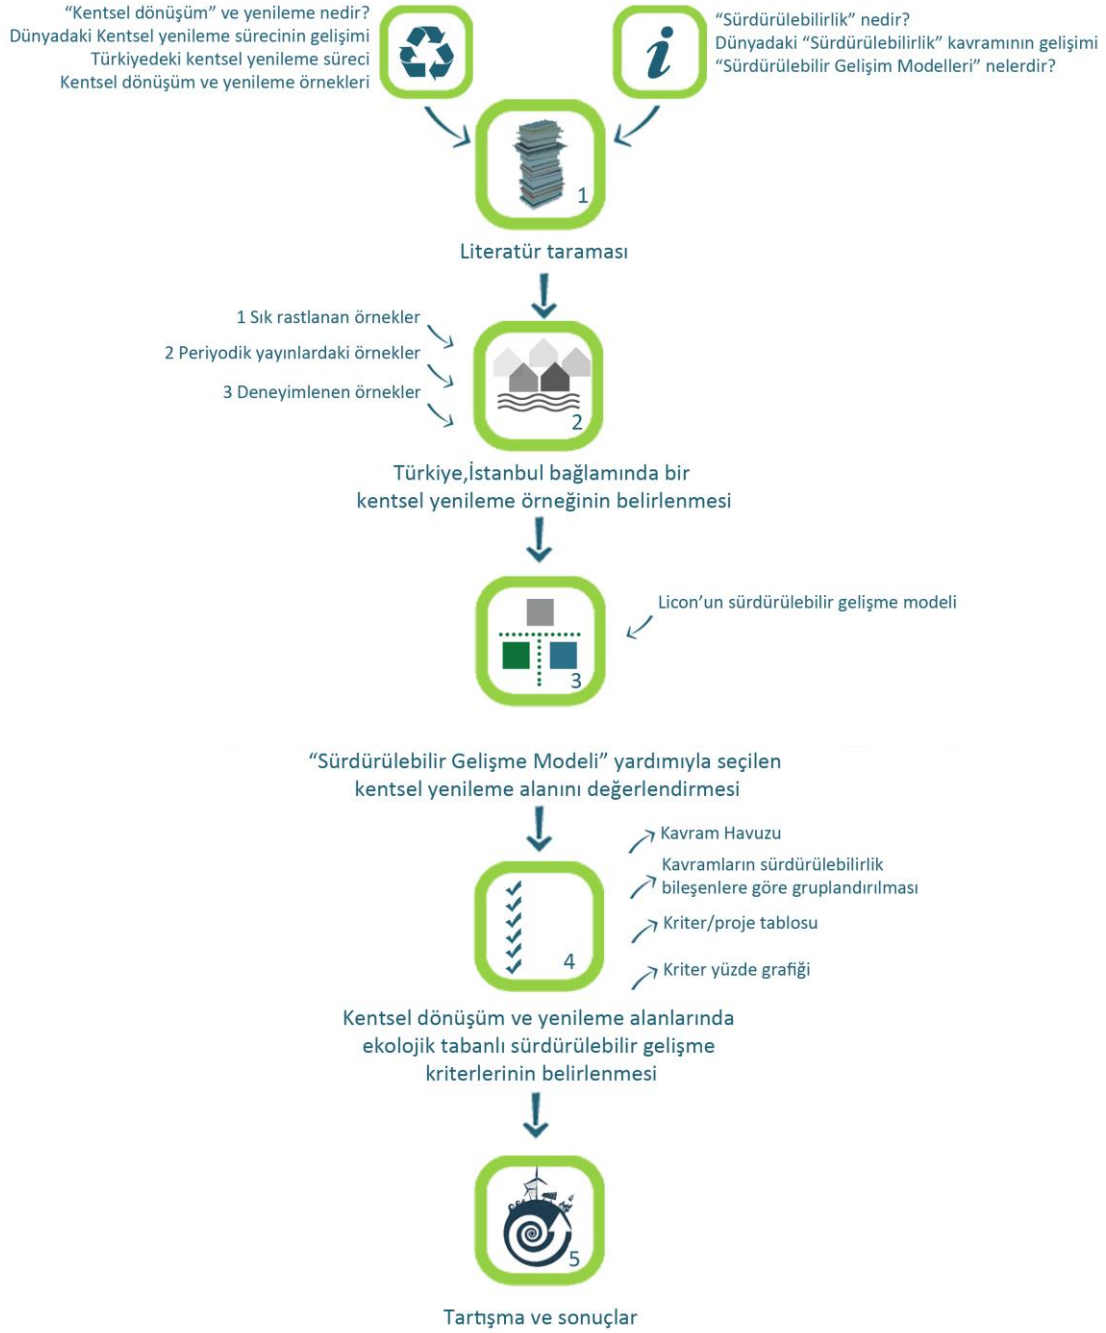 “Kentsel dönüşüm” ve yenileme nedir?
Dünyadaki Kentsel yenileme sürecinin gelişimi
Türkiyedeki kentsel yenileme süreci
Kentsel dönüşüm ve yenileme örnekleri
“Sürdürülebilirlik” nedir?
Dünyadaki “Sürdürülebilirlik” kavramının gelişimi
“Sürdürülebilir Gelişim Modelleri” nelerdir?
i
1
Literatür taraması
1 Sık rastlanan örnekler
2 Periyodik yayınlardaki örnekler
3 Deneyimlenen örnekler
2
Türkiye,İstanbul bağlamında bir
kentsel yenileme örneğinin belirlenmesi
Licon’un sürdürülebilir gelişme modeli
3
“Sürdürülebilir Gelişme Modeli” yardımıyla seçilen
kentsel yenileme alanını değerlendirmesi
Kavram Havuzu
Kavramların sürdürülebilirlik
bileşenlere göre gruplandırılması
Kriter/proje tablosu
Kriter yüzde grafiği
4
Kentsel dönüşüm ve yenileme alanlarında
ekolojik tabanlı sürdürülebilir gelişme
kriterlerinin belirlenmesi
5
Tartışma ve sonuçlar